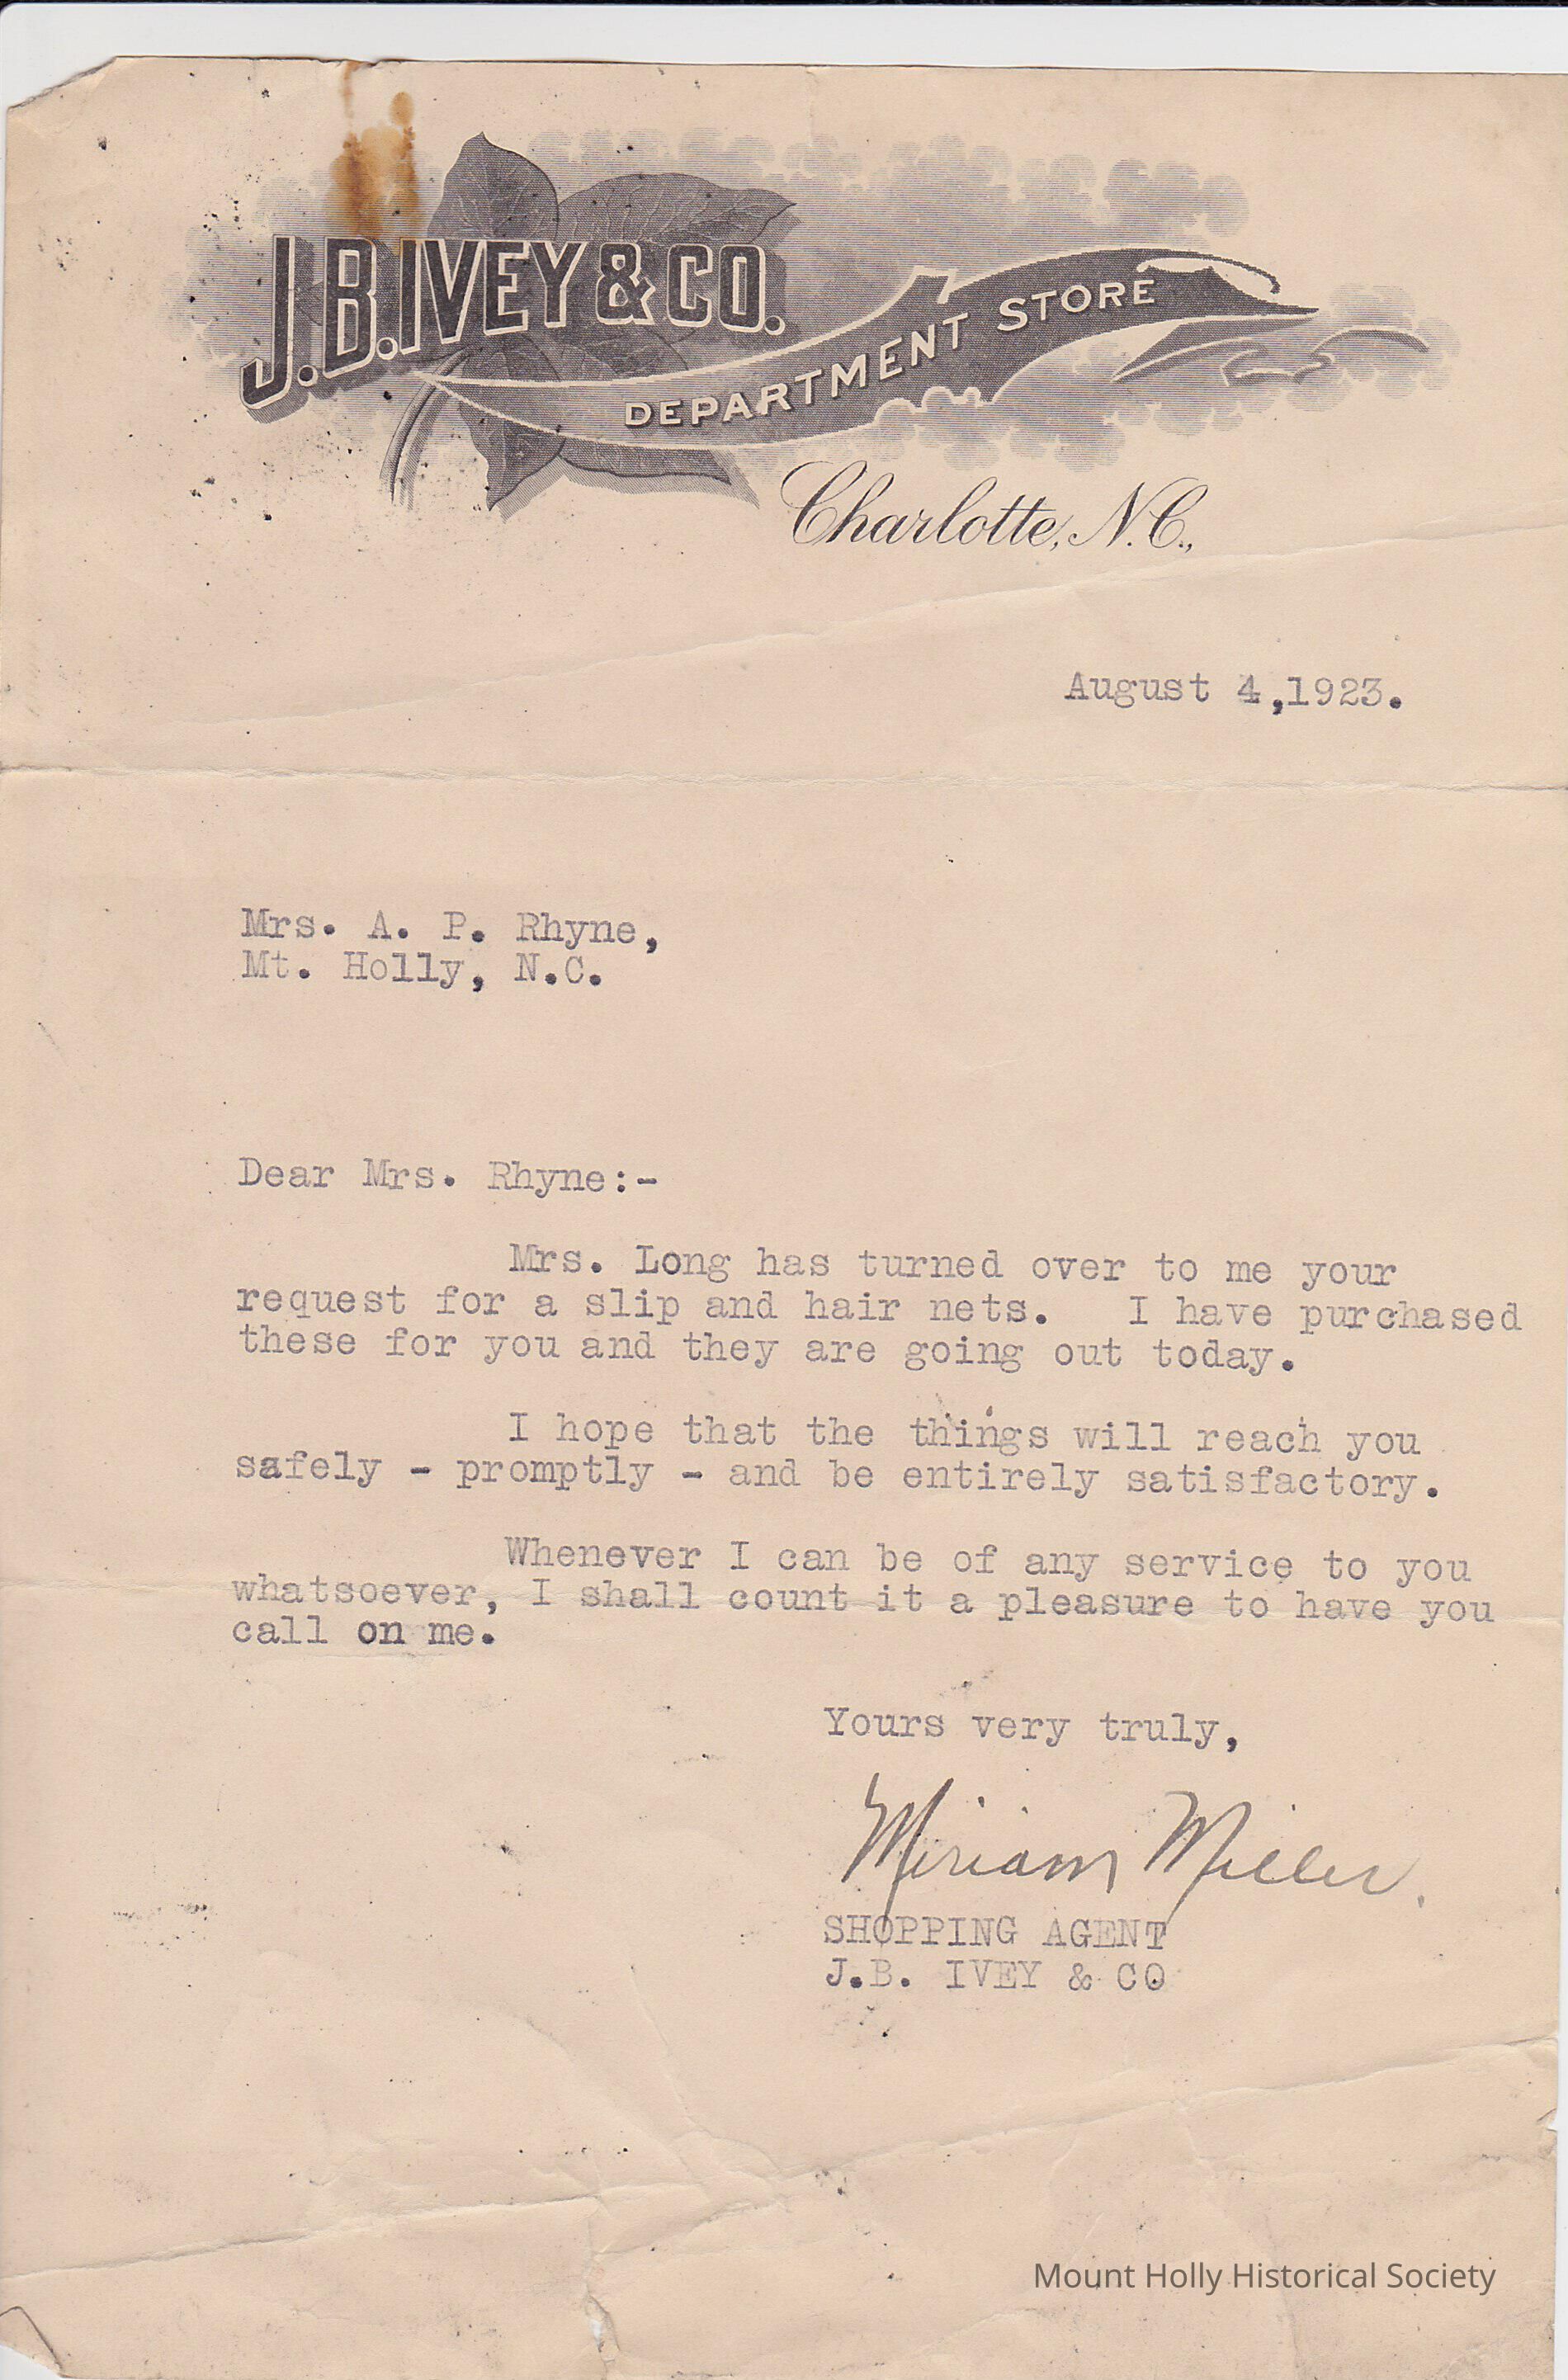 J.B. IVEY & CO.
DEPARTMENT STORE
Charlotte, N.C.,
August 4,1923.
Mrs. A. P. Rhyne,
Mt. Holly, N.C.
Dear Mrs. Rhyne:-
Mrs. Long has turned over to me your
request for a slip and hair nets. I have purchased
these for you and they are going out today.
I hope that the things will reach you
safely - promptly - and be entirely satisfactory.
Whenever I can be of any service to you
whatsoever, I shall count it a pleasure to have you
call on me.
Yours very truly,
Miriam Miller.
SHOPPING AGENT
J.B. IVEY & CO
Mount Holly Historical Society